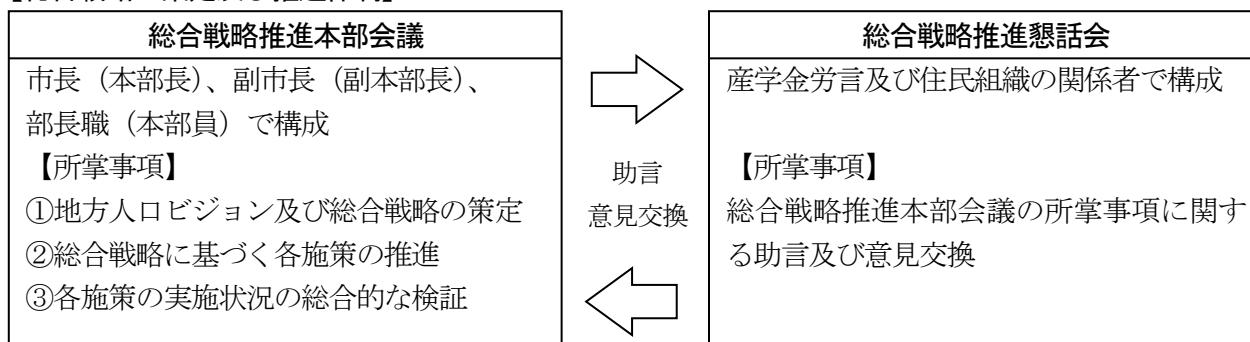 総合戦略推進本部会議
市長（本部長）、副市長（副本部長）、
部長職（本部員）で構成
【所掌事項】
①地方人口ビジョン及び総合戦略の策定
②総合戦略に基づく各施策の推進
③各施策の実施状況の総合的な検証
助言
意見交換
総合戦略推進懇話会
産学金労言及び住民組織の関係者で構成
【所掌事項】
総合戦略推進本部会議の所掌事項に関す
る助言及び意見交換